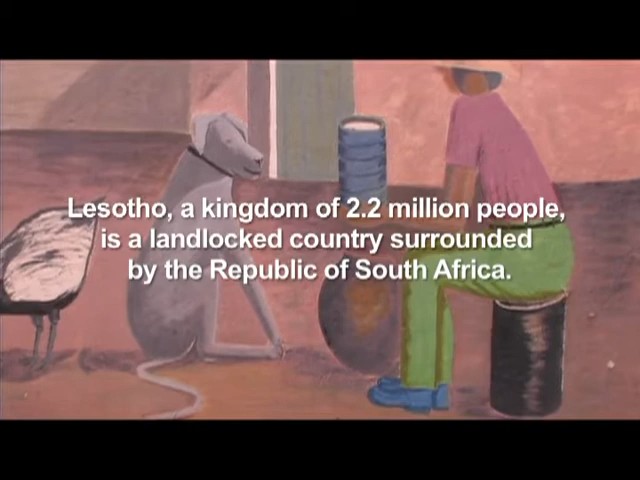 Lesotho, a kingdom of 2.2 million people,
is a landlocked country surrounded
by the Republic of South Africa.